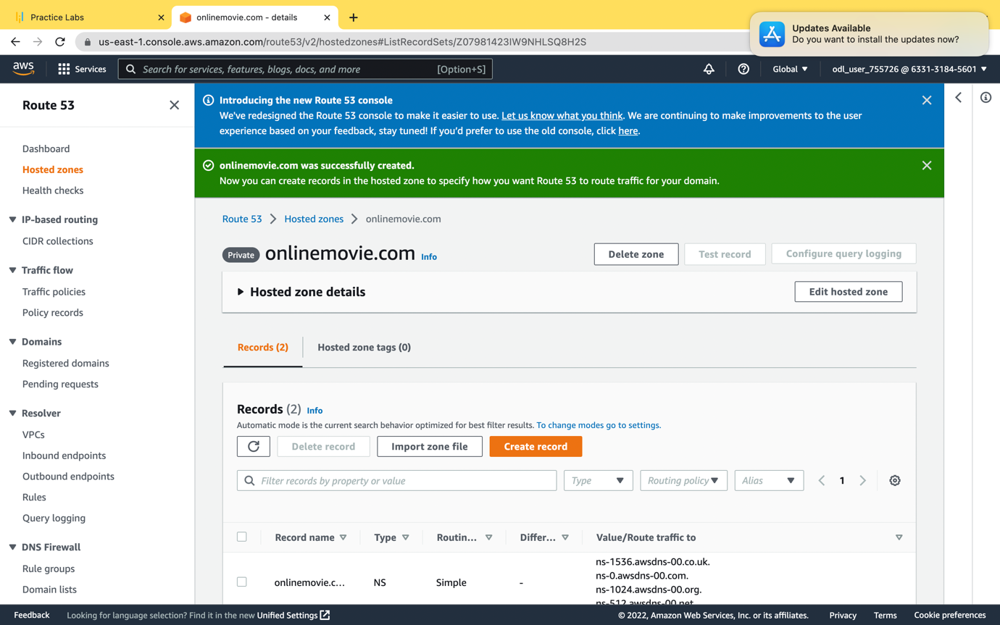 Practice Labs
onlinemovie.com - details
Updates Available
Do you want to install the updates now?
us-east-1.console.aws.amazon.com/route53/v2/hostedzones#ListRecordSets/Z07981423IW9NHLSQ8H2S
aws
Services
Search for services, features, blogs, docs, and more
[Option+S]
Global
odl_user_755726 @ 6331-3184-5601
Route 53
Dashboard
Hosted zones
Health checks
IP-based routing
CIDR collections
Traffic flow
Traffic policies
Policy records
Domains
Registered domains
Pending requests
Resolver
VPCs
Inbound endpoints
Outbound endpoints
Rules
Query logging
DNS Firewall
Rule groups
Domain lists
Introducing the new Route 53 console
We've redesigned the Route 53 console to make it easier to use. Let us know what you think. We are continuing to make improvements to the user
experience based on your feedback, stay tuned! If you'd prefer to use the old console, click here.
onlinemovie.com was successfully created.
Now you can create records in the hosted zone to specify how you want Route 53 to route traffic for your domain.
Route 53 > Hosted zones > onlinemovie.com
Private onlinemovie.com Info
Delete zone
Test record
Configure query logging
Hosted zone details
Edit hosted zone
Records (2)
Hosted zone tags (0)
Records (2) Info
Automatic mode is the current search behavior optimized for best filter results. To change modes go to settings.
Delete record
Import zone file
Create record
Filter records by property or value
Type
Routing policy
Alias
1
Record name
Type
Routin...
Differ...
Value/Route traffic to
onlinemovie.c...
NS
Simple
-
ns-1536.awsdns-00.co.uk.
ns-0.awsdns-00.com.
ns-1024.awsdns-00.org.
ns-512.awsdns-00.net.
Feedback
Looking for language selection? Find it in the new Unified Settings
© 2022, Amazon Web Services, Inc. or its affiliates.
Privacy
Terms
Cookie preferences